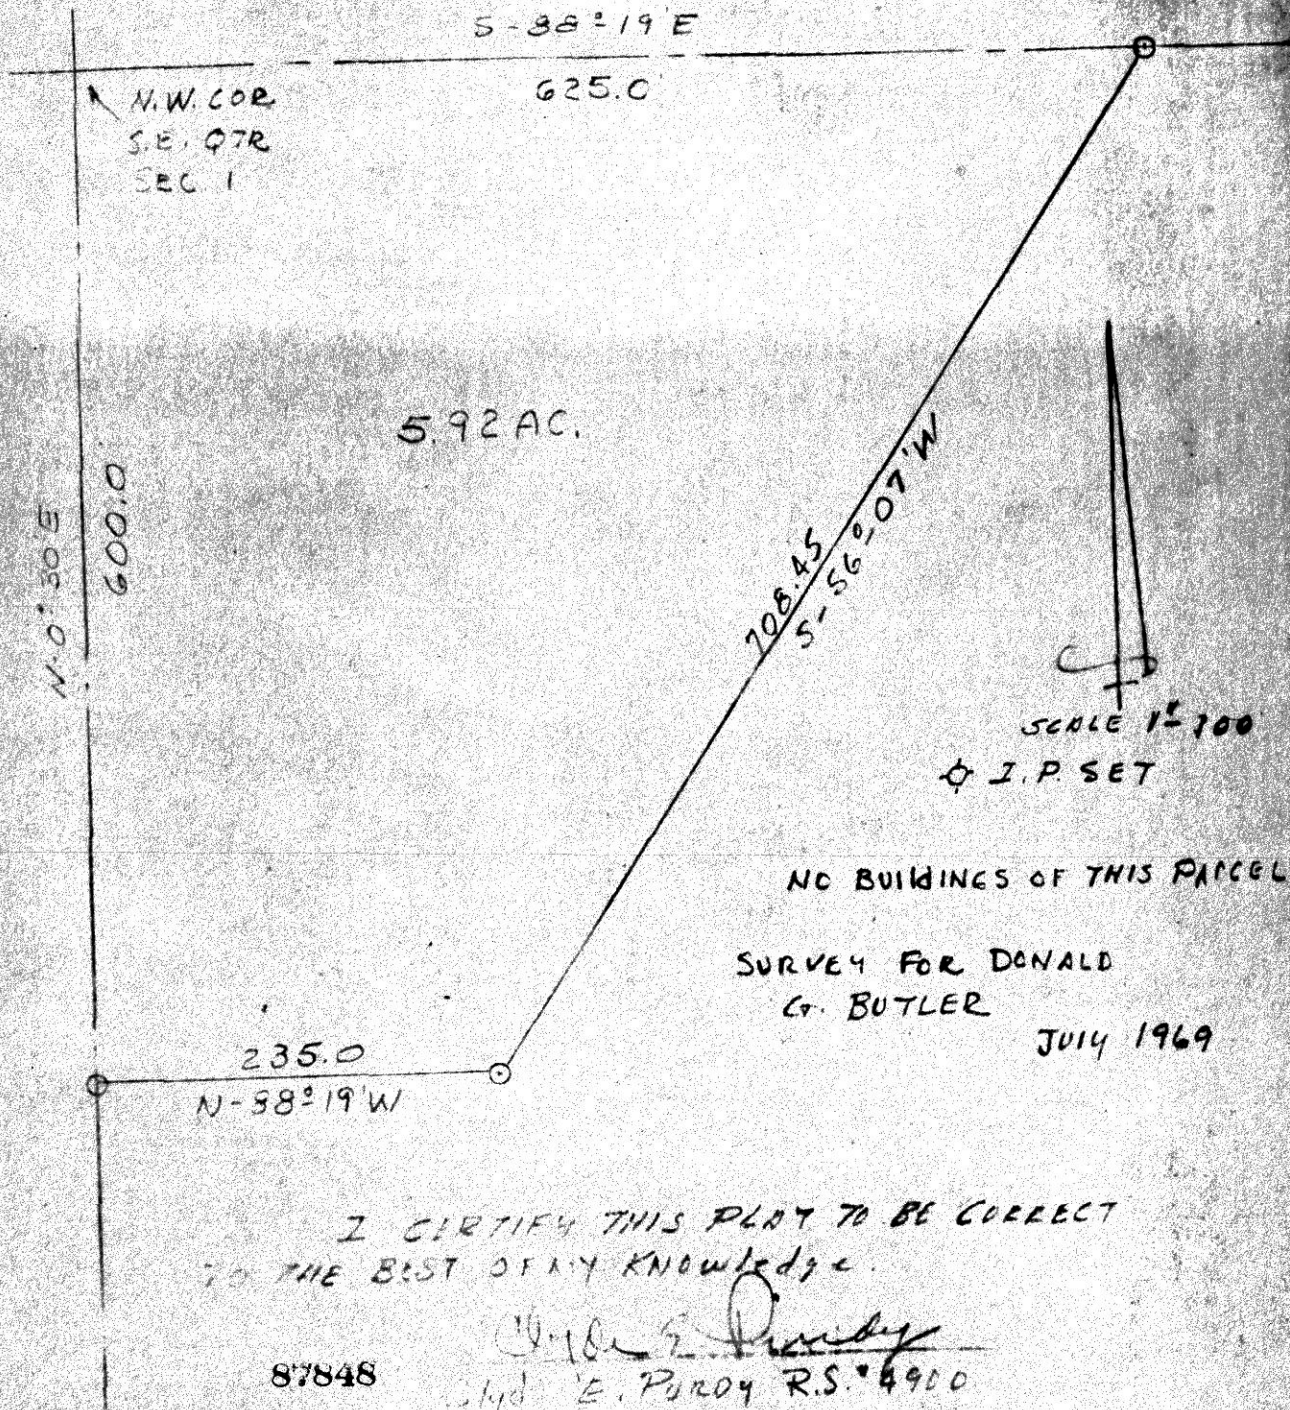 S-88°19'E
625.0'
N.W. COR
S.E. QTR
SEC 1
5.92 AC.
N-0°30'E
600.0
708.45
S-56°-07'W
SCALE 1"=100'
I.P. SET
NO BUILDINGS OF THIS PARCEL
SURVEY FOR DONALD
G. BUTLER
JULY 1969
235.0
N-88°19'W
I CERTIFY THIS PLAT TO BE CORRECT
TO THE BEST OF MY KNOWLEdge.
Clyde E. Purdy
E. PURDY R.S. #4900
87848